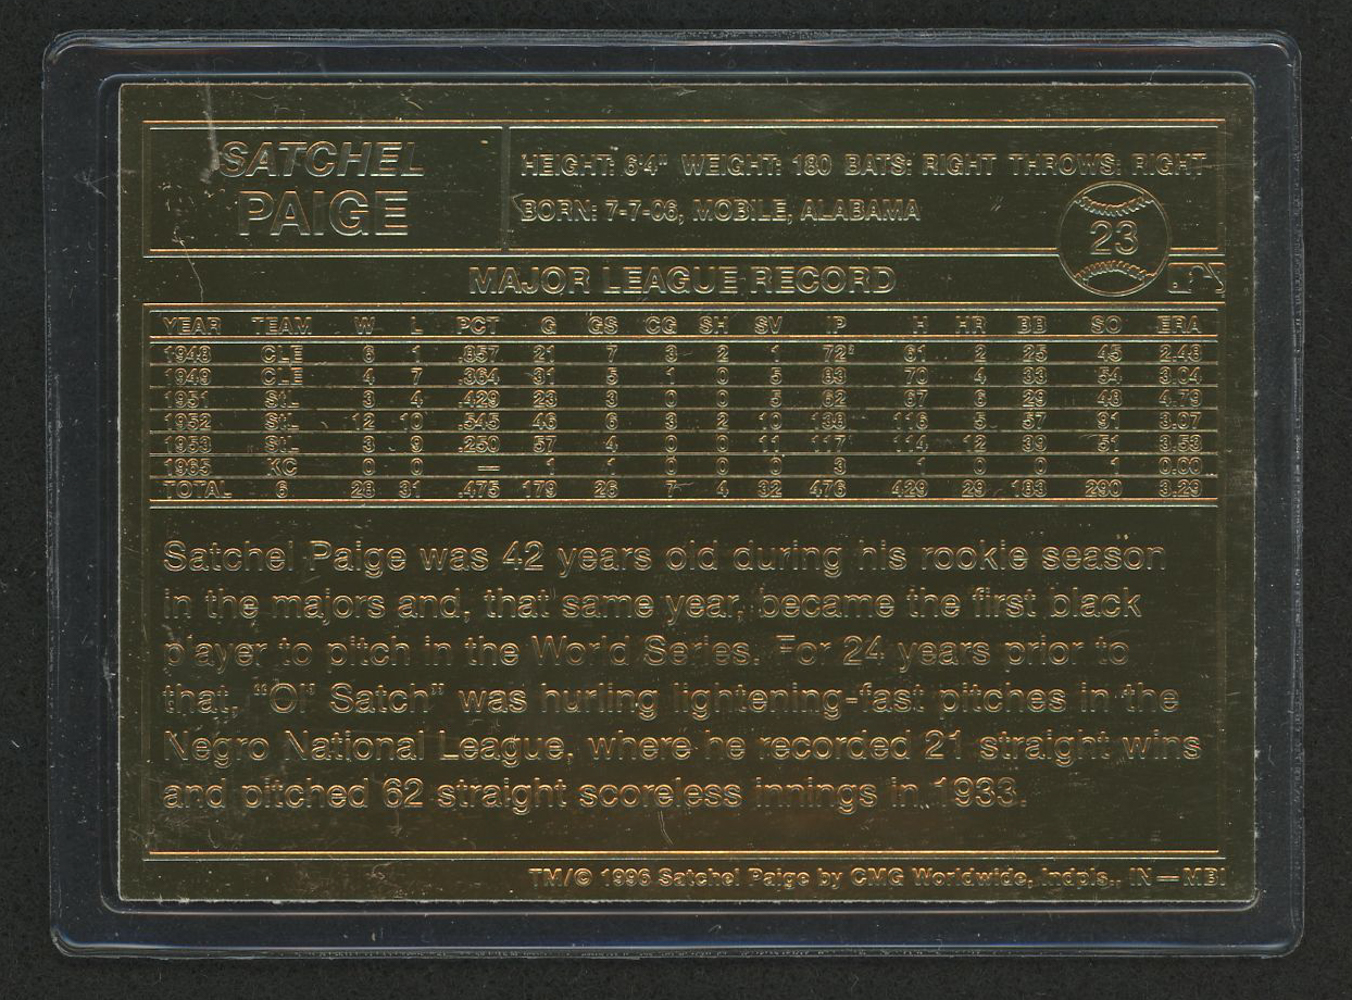 SATCHEL
PAIGE
HEIGHT: 6'4" WEIGHT: 180 BATS: RIGHT THROWS: RIGHT
BORN: 7-7-06, MOBILE, ALABAMA
23
MAJOR LEAGUE RECORD
YEAR TEAM W L PCT G GS CG SH SV IP H HR BB SO ERA
1948 CLE 6 1 .857 21 7 3 2 1 72² 61 2 25 45 2.48
1949 CLE 4 7 .364 31 5 1 0 5 83 70 4 33 54 3.04
1951 StL 3 4 .429 23 3 0 0 5 62 67 6 29 48 4.79
1952 StL 12 10 .545 46 6 3 2 10 138 116 5 57 91 3.07
1953 StL 3 9 .250 57 4 0 0 11 117¹ 114 12 39 51 3.53
1965 KC 0 0 — 1 1 0 0 0 3 1 0 0 1 0.00
TOTAL 6 28 31 .475 179 26 7 4 32 476 429 29 183 290 3.29
Satchel Paige was 42 years old during his rookie season
in the majors and, that same year, became the first black
player to pitch in the World Series. For 24 years prior to
that, "Ol' Satch" was hurling lightening-fast pitches in the
Negro National League, where he recorded 21 straight wins
and pitched 62 straight scoreless innings in 1933.
TM/© 1996 Satchel Paige by CMG Worldwide, Indpls., IN — MBI